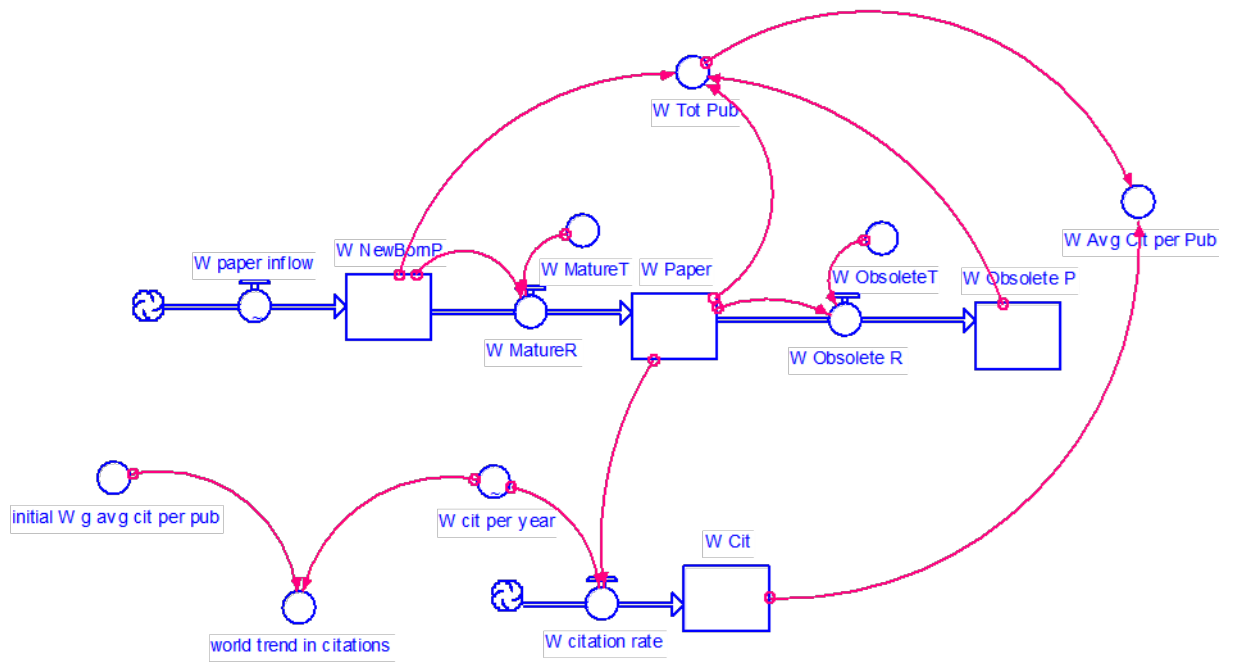 W Tot Pub
W Avg Cit per Pub
W paper inflow
W NewBornP
W MatureT
W Paper
W ObsoleteT
W Obsolete P
W MatureR
W Obsolete R
initial W g avg cit per pub
W cit per year
W Cit
world trend in citations
W citation rate